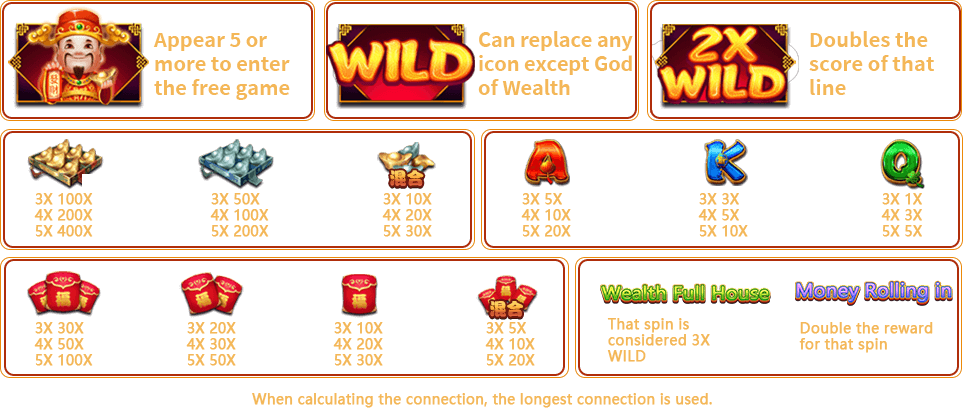 Appear 5 or
more to enter
the free game
WILD
Can replace any
icon except God
of Wealth
2X
WILD
Doubles the
score of that
line
3X 100X
4X 200X
5X 400X
3X 50X
4X 100X
5X 200X
混合
3X 10X
4X 20X
5X 30X
A
3X 5X
4X 10X
5X 20X
K
3X 3X
4X 5X
5X 10X
Q
3X 1X
4X 3X
5X 5X
福
3X 30X
4X 50X
5X 100X
福
3X 20X
4X 30X
5X 50X
福
3X 10X
4X 20X
5X 30X
福
混合
3X 5X
4X 10X
5X 20X
Wealth Full House
That spin is
considered 3X
WILD
Money Rolling in
Double the reward
for that spin
When calculating the connection, the longest connection is used.